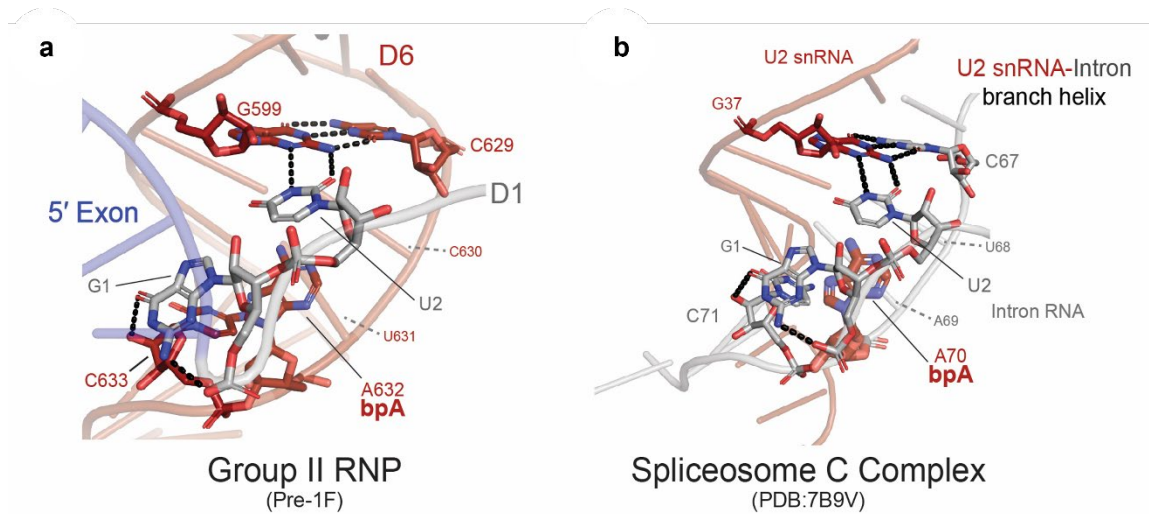 a
D6
G599
C629
5′ Exon
D1
C630
G1
U2
U631
C633
A632
bpA
Group II RNP
(Pre-1F)
b
U2 snRNA
U2 snRNA-Intron
branch helix
G37
C67
G1
U68
U2
C71
Intron RNA
A69
A70
bpA
Spliceosome C Complex
(PDB:7B9V)